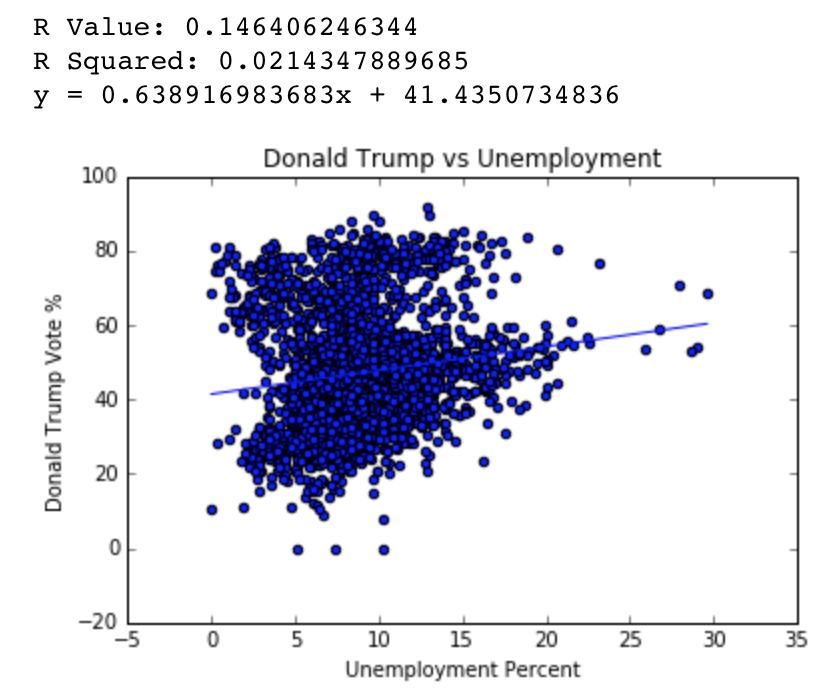 R Value: 0.146406246344
R Squared: 0.0214347889685
y = 0.638916983683x + 41.4350734836
Donald Trump vs Unemployment
100
80
60
40
20
0
−20
Donald Trump Vote %
−5 0 5 10 15 20 25 30 35
Unemployment Percent